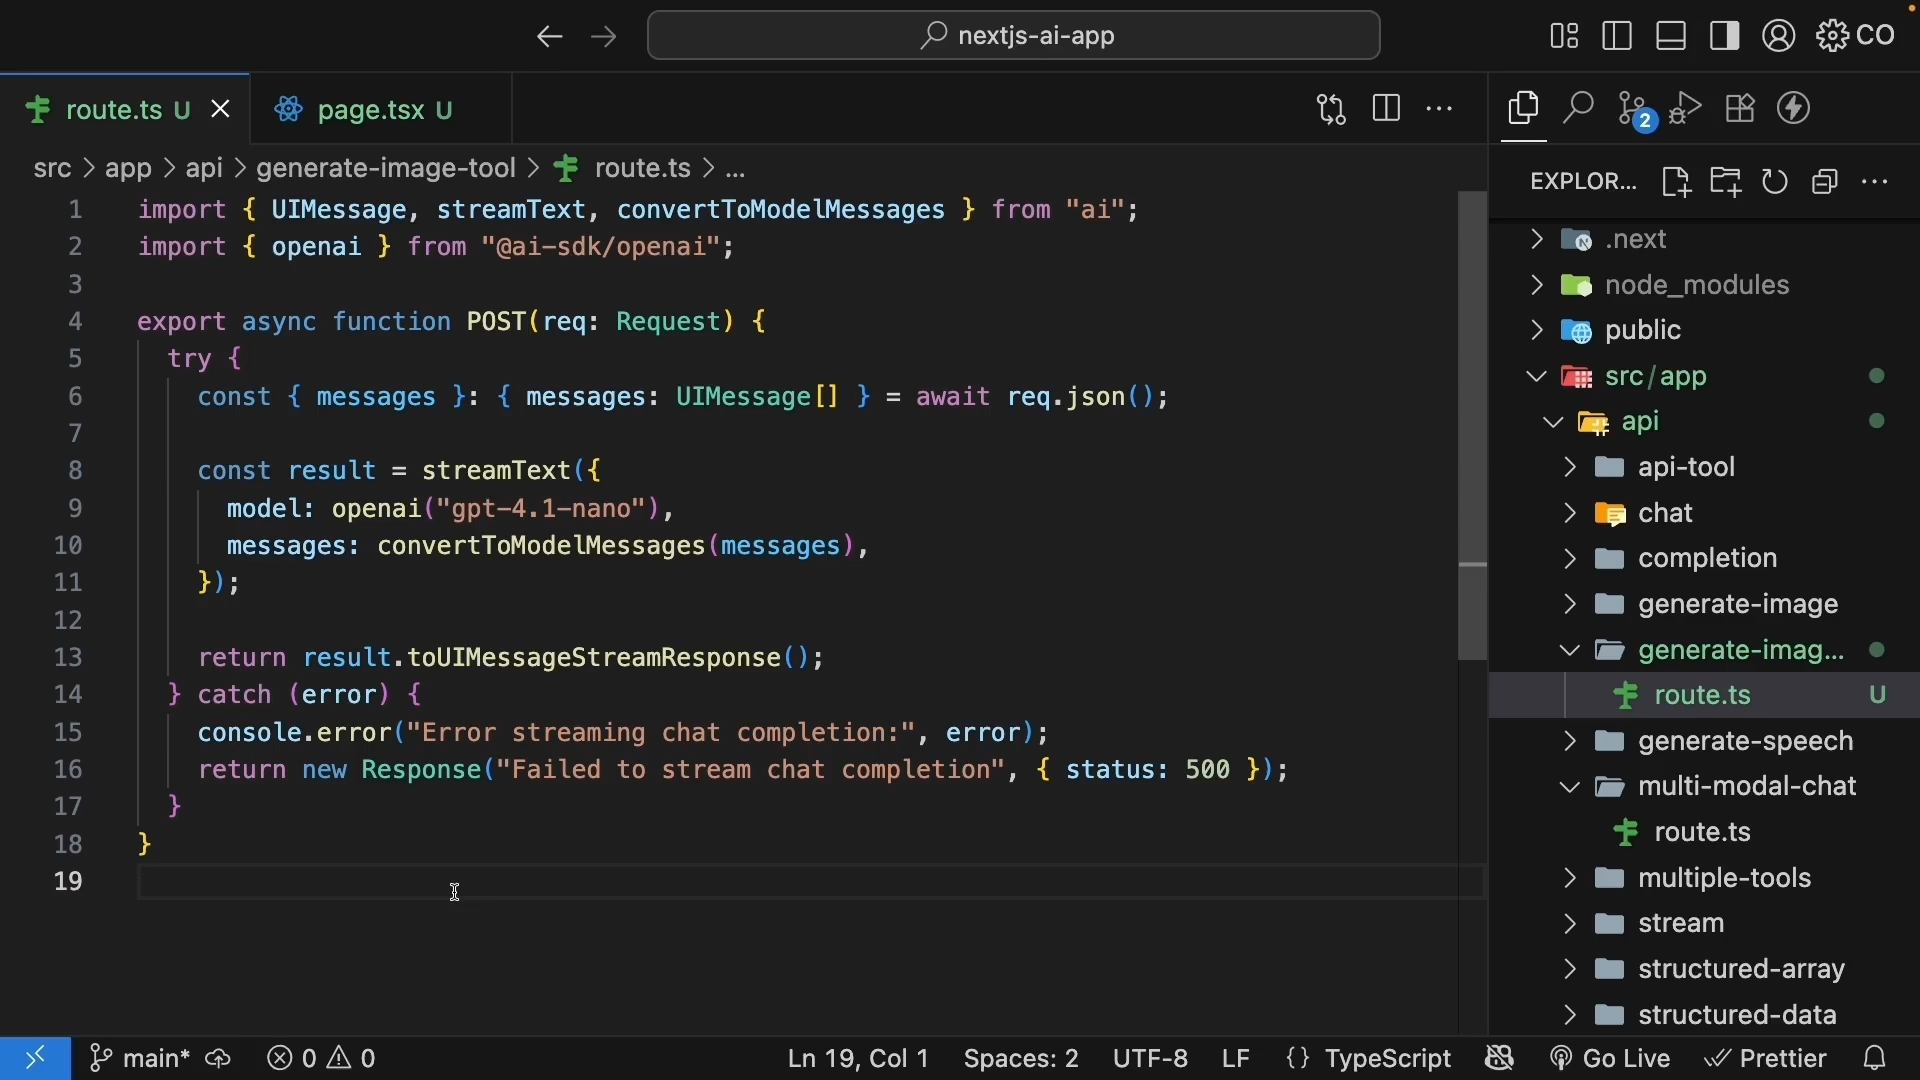 nextjs-ai-app
CO
route.ts U
page.tsx U
2
src > app > api > generate-image-tool > route.ts > ...
EXPLOR...
1 import { UIMessage, streamText, convertToModelMessages } from "ai";
2 import { openai } from "@ai-sdk/openai";
3
4 export async function POST(req: Request) {
5 try {
6 const { messages }: { messages: UIMessage[] } = await req.json();
7
8 const result = streamText({
9 model: openai("gpt-4.1-nano"),
10 messages: convertToModelMessages(messages),
11 });
12
13 return result.toUIMessageStreamResponse();
14 } catch (error) {
15 console.error("Error streaming chat completion:", error);
16 return new Response("Failed to stream chat completion", { status: 500 });
17 }
18 }
19
.next
node_modules
public
src/app
api
api-tool
chat
completion
generate-image
generate-imag...
route.ts U
generate-speech
multi-modal-chat
route.ts
multiple-tools
stream
structured-array
structured-data
main* 0 0 Ln 19, Col 1 Spaces: 2 UTF-8 LF {} TypeScript Go Live Prettier